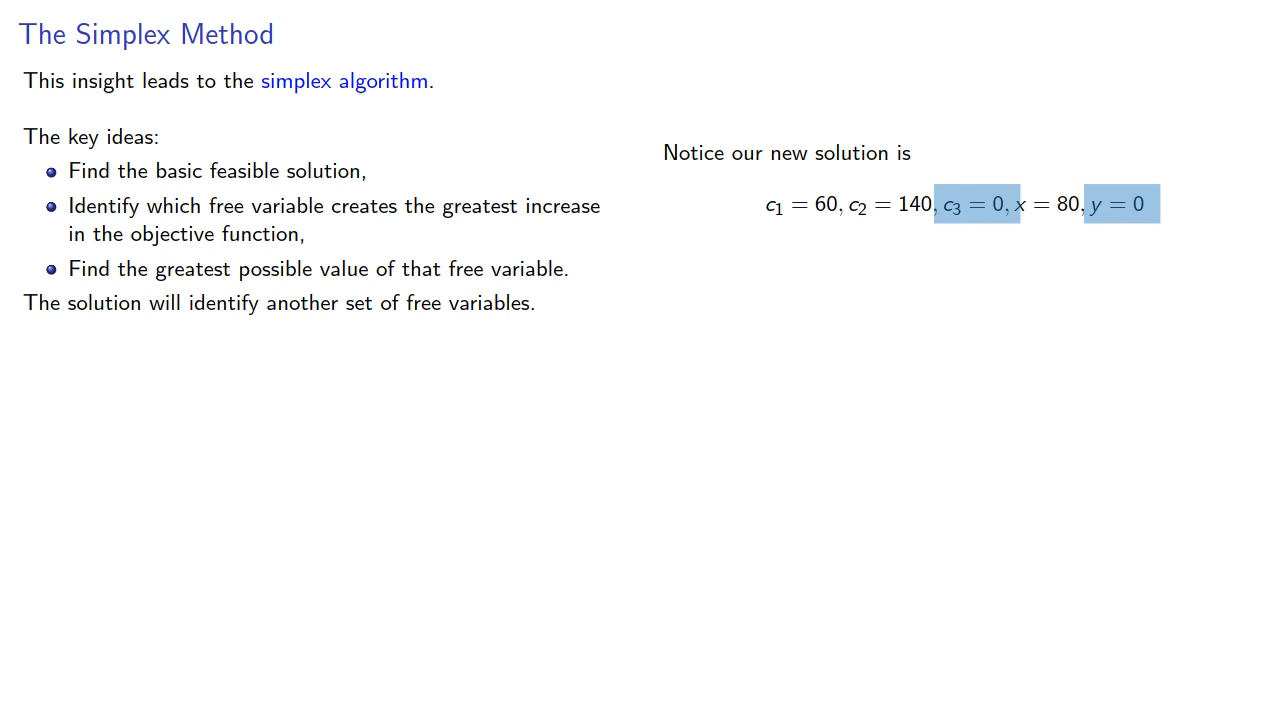 The Simplex Method
This insight leads to the simplex algorithm.
The key ideas:
Find the basic feasible solution,
Identify which free variable creates the greatest increase
in the objective function,
Find the greatest possible value of that free variable.
The solution will identify another set of free variables.
Notice our new solution is
c₁ = 60, c₂ = 140, c₃ = 0, x = 80, y = 0